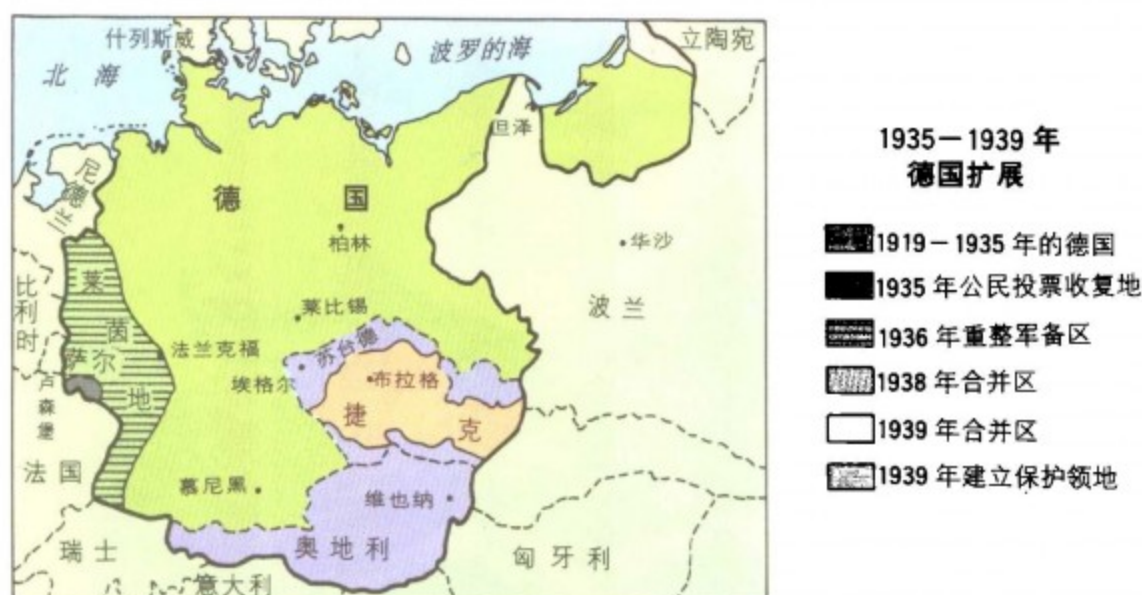 什列斯威
北海
波罗的海
立陶宛
但泽
尼德兰
德国
柏林
华沙
莱茵地
比利时
莱比锡
波兰
法兰克福
苏台德
萨尔
埃格尔
布拉格
卢森堡
捷克
法国
慕尼黑
维也纳
瑞士
奥地利
匈牙利
意大利
1935－1939 年
德国扩展
1919－1935 年的德国
1935 年公民投票收复地
1936 年重整军备区
1938 年合并区
1939 年合并区
1939 年建立保护领地